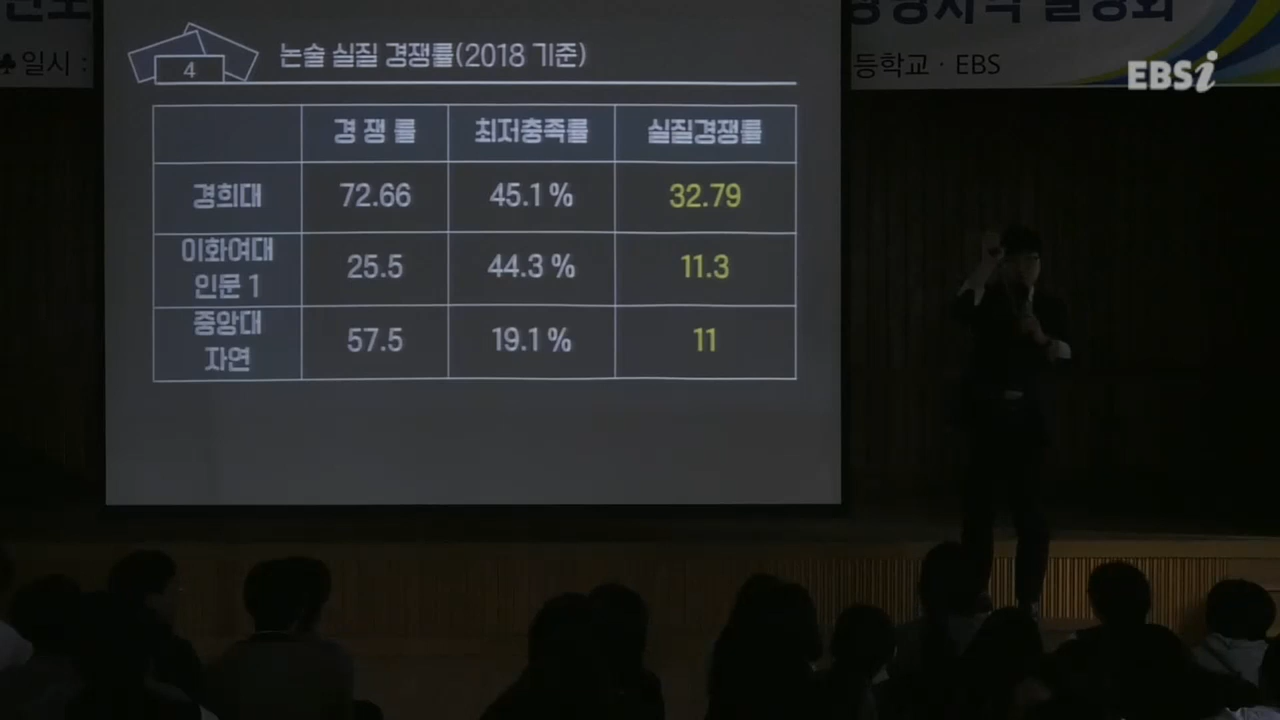 ♣일시 :
등학교 · EBS
EBSi
4
논술 실질 경쟁률(2018 기준)
경 쟁 률 최저충족률 실질경쟁률
경희대 72.66 45.1 % 32.79
이화여대
인문 1 25.5 44.3 % 11.3
중앙대
자연 57.5 19.1 % 11